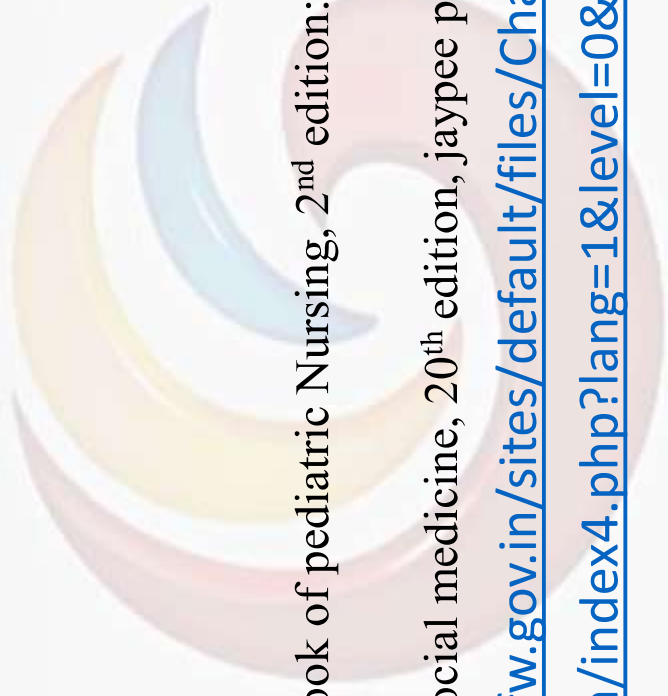 ook of pediatric Nursing, 2nd edition:
ocial medicine, 20th edition, jaypee p
w.gov.in/sites/default/files/Cha
/index4.php?lang=1&level=0&